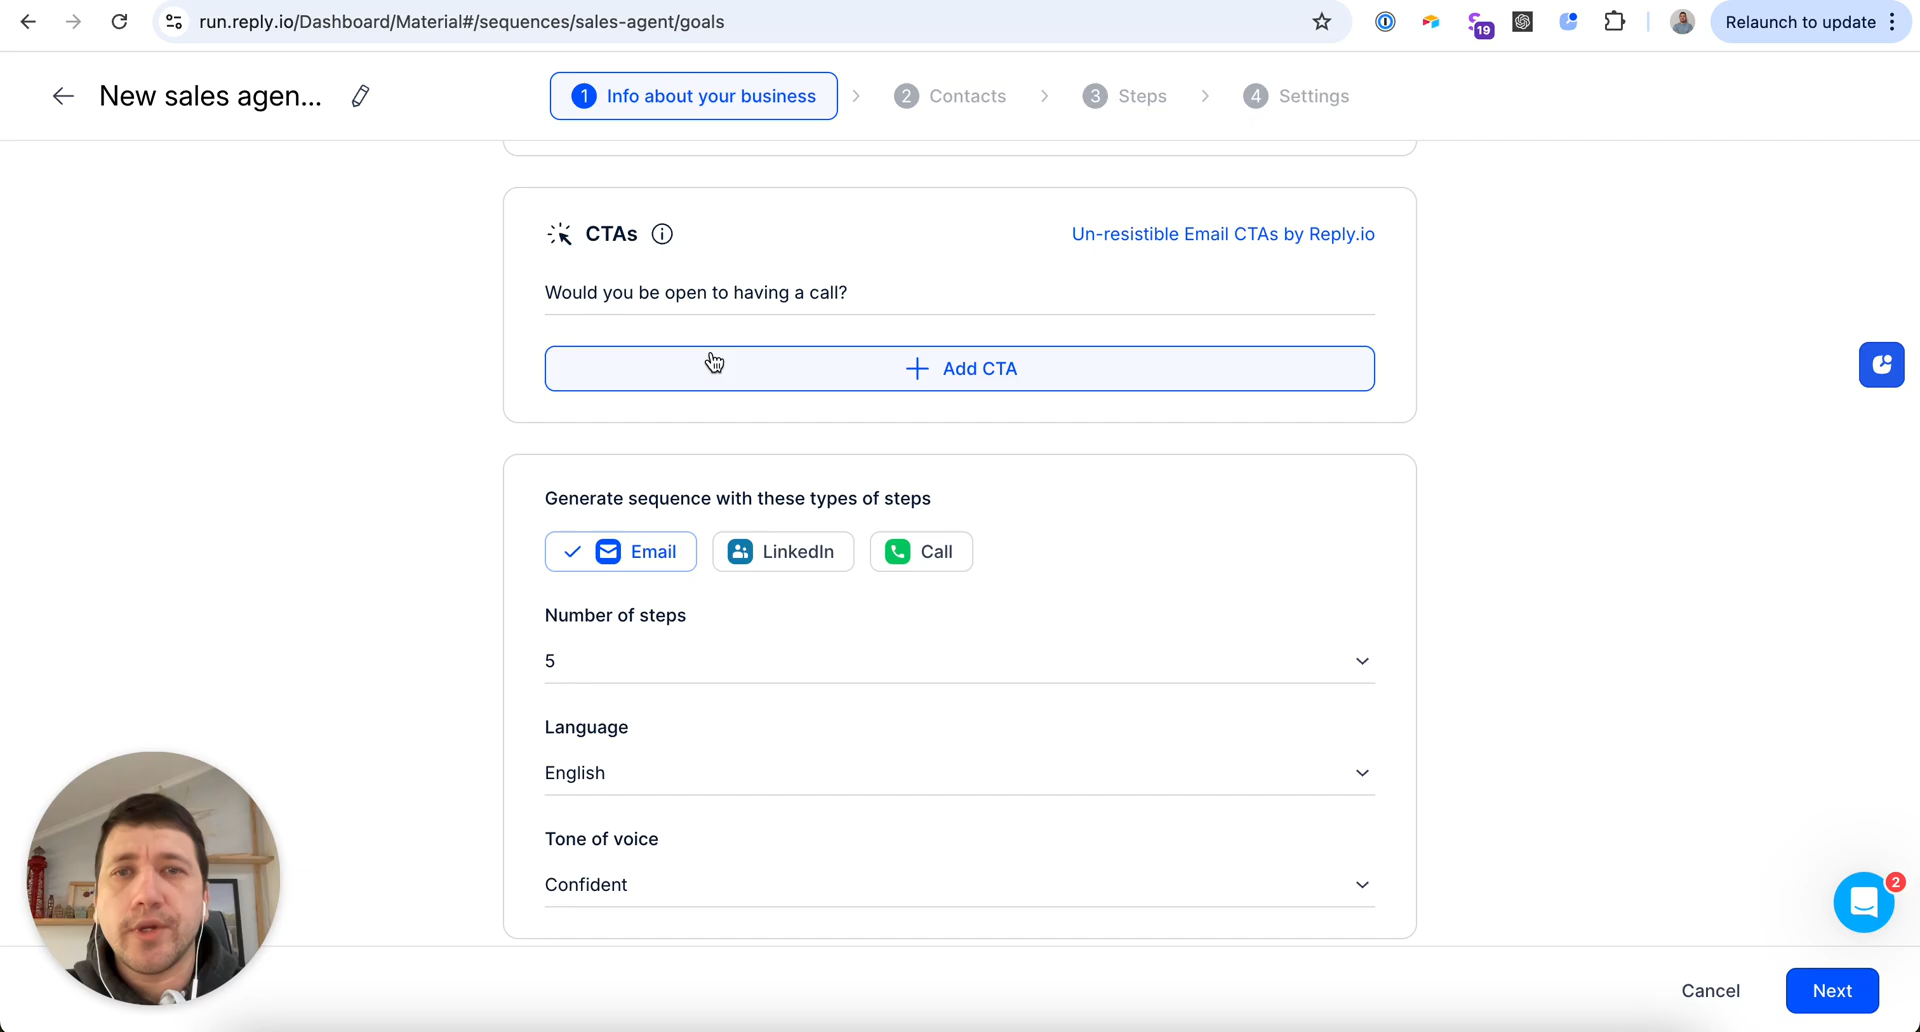 run.reply.io/Dashboard/Material#/sequences/sales-agent/goals
19
Relaunch to update
New sales agen...
1 Info about your business
2 Contacts
3 Steps
4 Settings
CTAs
Un-resistible Email CTAs by Reply.io
Would you be open to having a call?
Add CTA
Generate sequence with these types of steps
Email
LinkedIn
Call
Number of steps
5
Language
English
Tone of voice
Confident
2
Cancel
Next